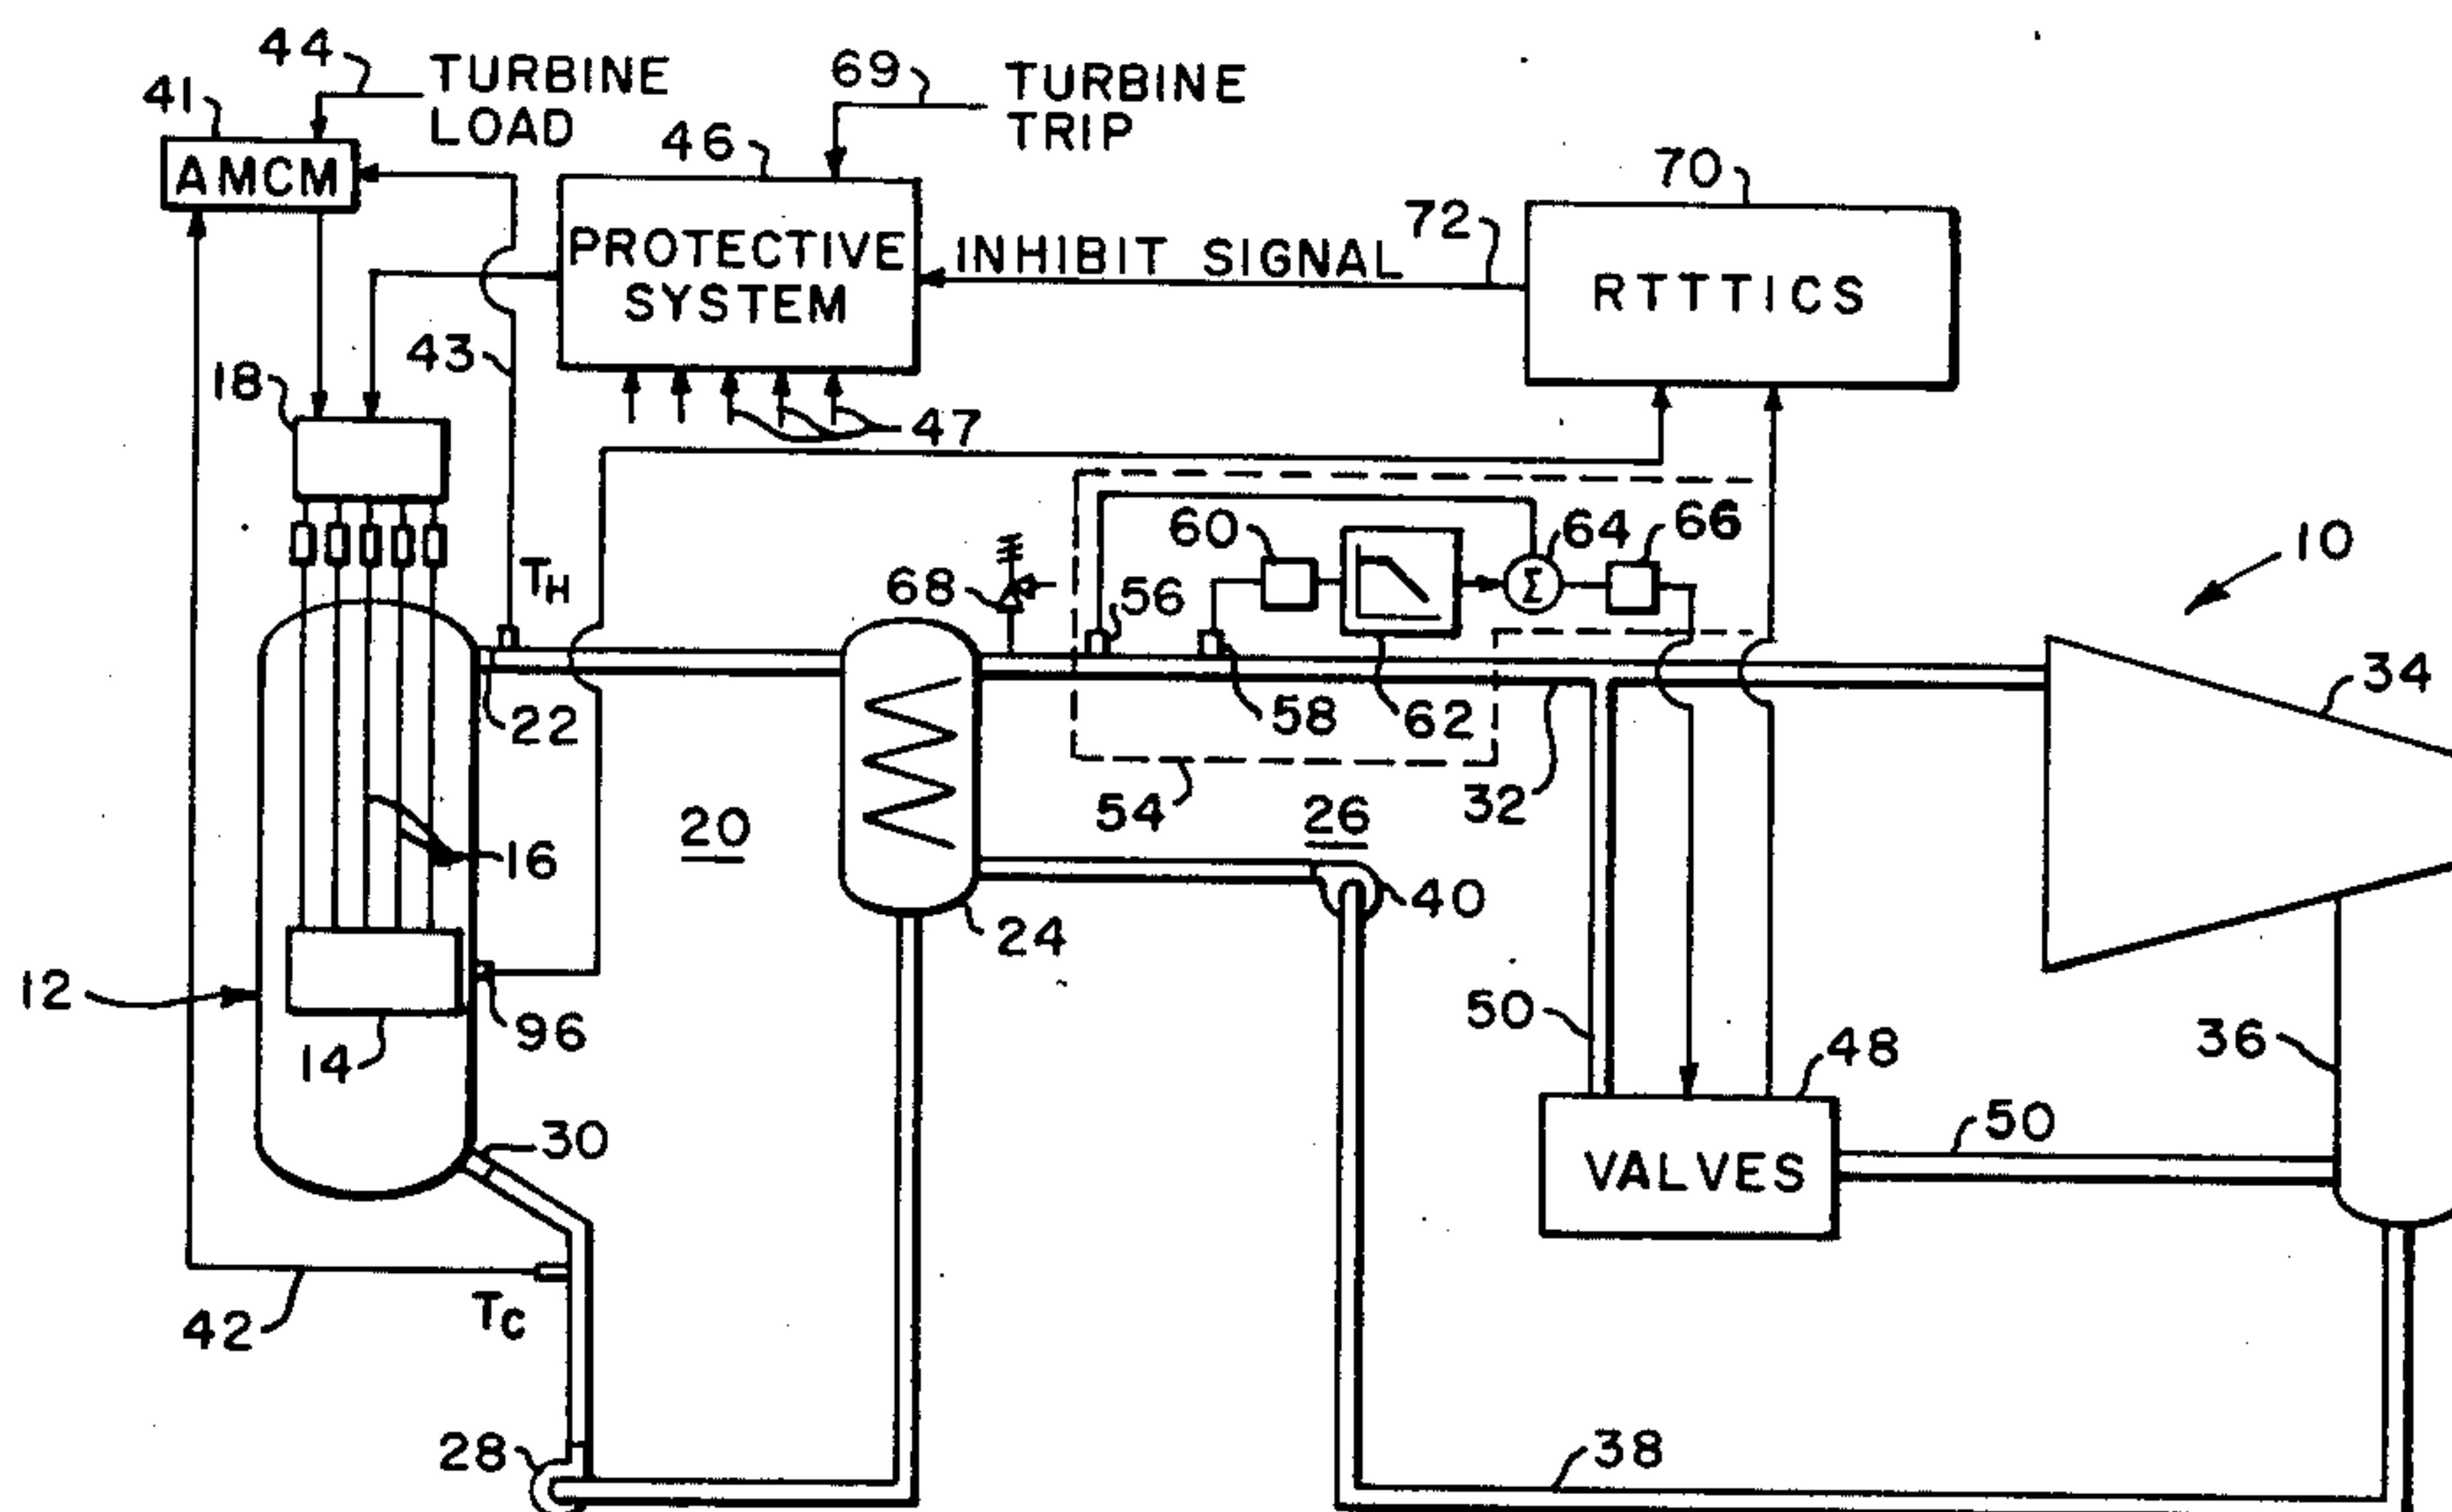 44
TURBINE
LOAD
69
TURBINE
TRIP
41
46
70
AMCM
72
PROTECTIVE
SYSTEM
INHIBIT SIGNAL
RTTTICS
43
18
47
60
64
66
10
TH
68
56
22
58
62
34
54
32
20
26
16
24
40
12
96
50
48
14
36
30
50
VALVES
42
TC
28
38
Σ